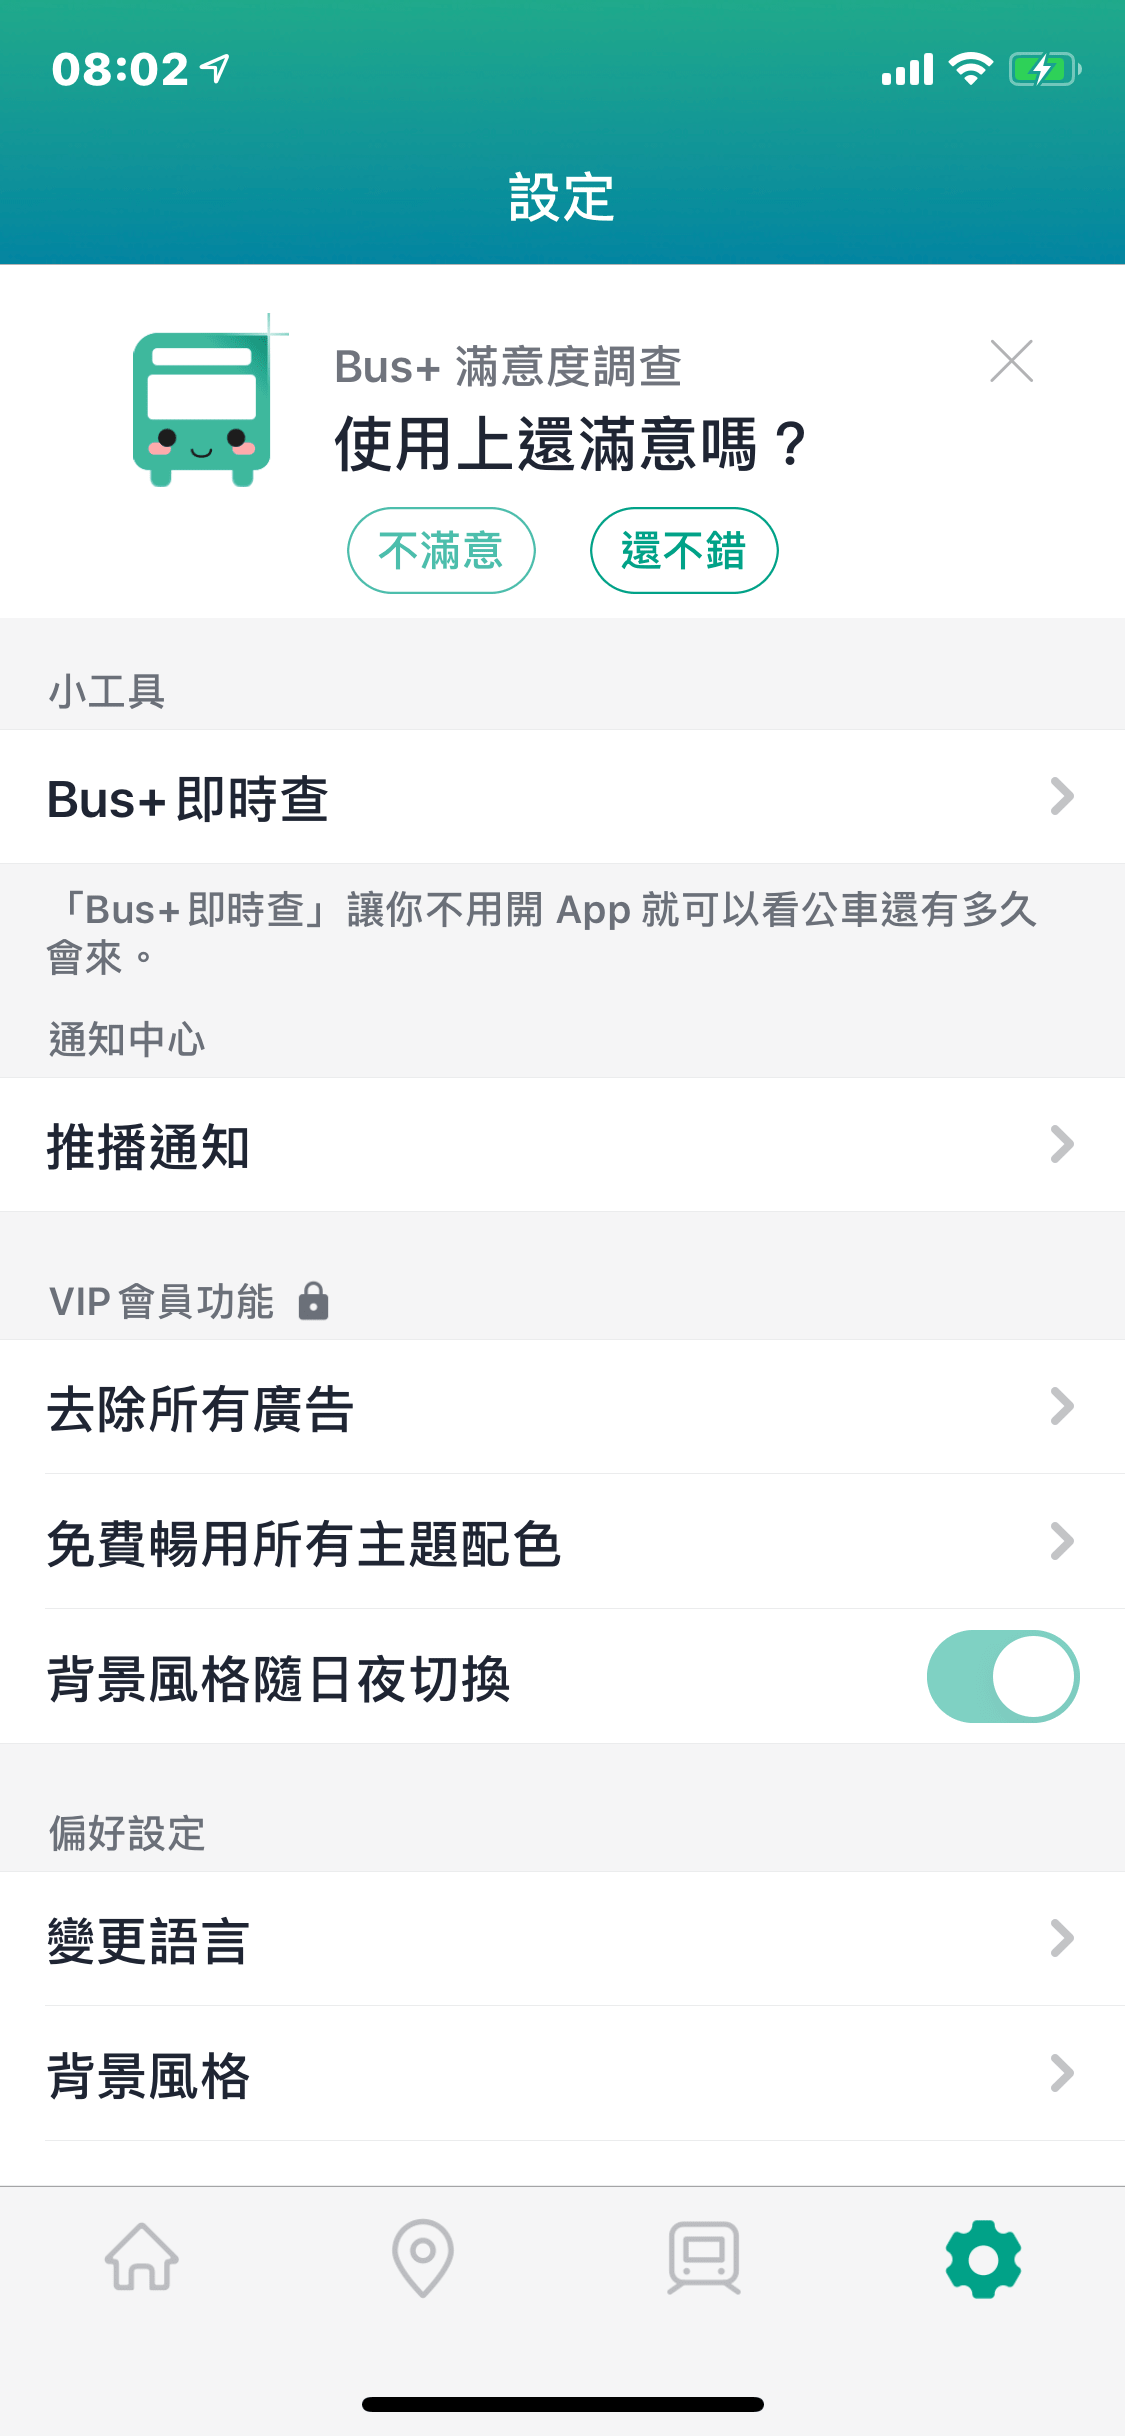 08:02
設定
Bus+ 滿意度調查
使用上還滿意嗎？
不滿意
還不錯
小工具
Bus+即時查
「Bus+即時查」讓你不用開 App 就可以看公車還有多久
會來。
通知中心
推播通知
VIP會員功能
去除所有廣告
免費暢用所有主題配色
背景風格隨日夜切換
偏好設定
變更語言
背景風格